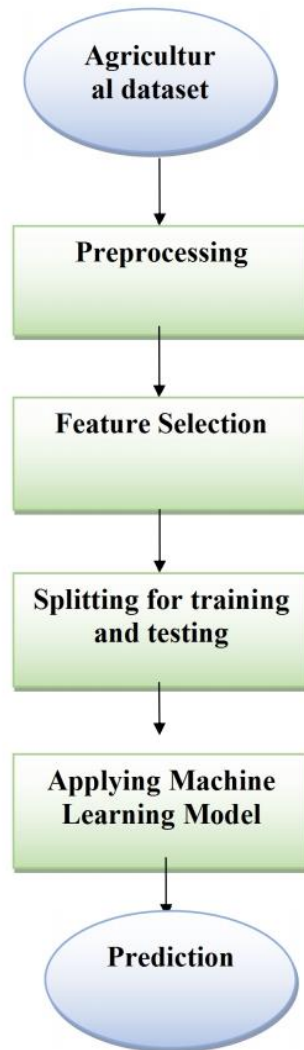 Agricultur
al dataset
Preprocessing
Feature Selection
Splitting for training
and testing
Applying Machine
Learning Model
Prediction